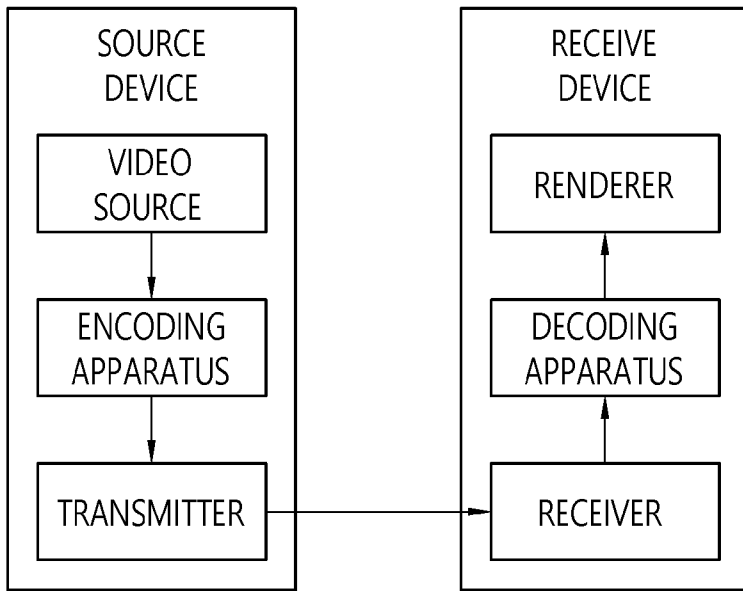 SOURCE
DEVICE
VIDEO
SOURCE
ENCODING
APPARATUS
TRANSMITTER
RECEIVE
DEVICE
RENDERER
DECODING
APPARATUS
RECEIVER